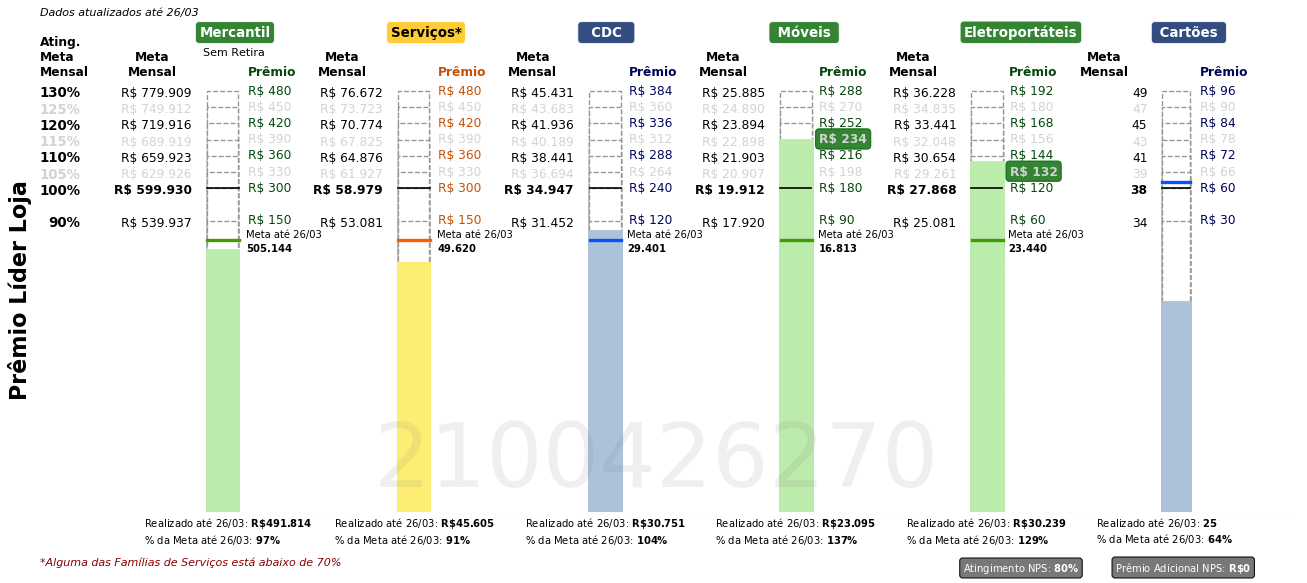 Dados atualizados até 26/03
Mercantil Serviços* CDC Móveis Eletroportáteis Cartões
Sem Retira
Ating. Meta Mensal Meta Mensal Prêmio Meta Mensal Prêmio Meta Mensal Prêmio Meta Mensal Prêmio Meta Mensal Prêmio Meta Mensal Prêmio
130% R$ 779.909 R$ 480 R$ 76.672 R$ 480 R$ 45.431 R$ 384 R$ 25.885 R$ 288 R$ 36.228 R$ 192 49 R$ 96
125% R$ 749.912 R$ 450 R$ 73.723 R$ 450 R$ 43.683 R$ 360 R$ 24.890 R$ 270 R$ 34.835 R$ 180 47 R$ 90
120% R$ 719.916 R$ 420 R$ 70.774 R$ 420 R$ 41.936 R$ 336 R$ 23.894 R$ 252 R$ 33.441 R$ 168 45 R$ 84
115% R$ 689.919 R$ 390 R$ 67.825 R$ 390 R$ 40.189 R$ 312 R$ 22.898 R$ 234 R$ 32.048 R$ 156 43 R$ 78
110% R$ 659.923 R$ 360 R$ 64.876 R$ 360 R$ 38.441 R$ 288 R$ 21.903 R$ 216 R$ 30.654 R$ 144 41 R$ 72
105% R$ 629.926 R$ 330 R$ 61.927 R$ 330 R$ 36.694 R$ 264 R$ 20.907 R$ 198 R$ 29.261 R$ 132 39 R$ 66
100% R$ 599.930 R$ 300 R$ 58.979 R$ 300 R$ 34.947 R$ 240 R$ 19.912 R$ 180 R$ 27.868 R$ 120 38 R$ 60
90% R$ 539.937 R$ 150 R$ 53.081 R$ 150 R$ 31.452 R$ 120 R$ 17.920 R$ 90 R$ 25.081 R$ 60 34 R$ 30
Meta até 26/03 Meta até 26/03 Meta até 26/03 Meta até 26/03 Meta até 26/03
505.144 49.620 29.401 16.813 23.440
Prêmio Líder Loja
2100426270
Realizado até 26/03: R$491.814 Realizado até 26/03: R$45.605 Realizado até 26/03: R$30.751 Realizado até 26/03: R$23.095 Realizado até 26/03: R$30.239 Realizado até 26/03: 25
% da Meta até 26/03: 97% % da Meta até 26/03: 91% % da Meta até 26/03: 104% % da Meta até 26/03: 137% % da Meta até 26/03: 129% % da Meta até 26/03: 64%
*Alguma das Famílias de Serviços está abaixo de 70%
Atingimento NPS: 80% Prêmio Adicional NPS: R$0